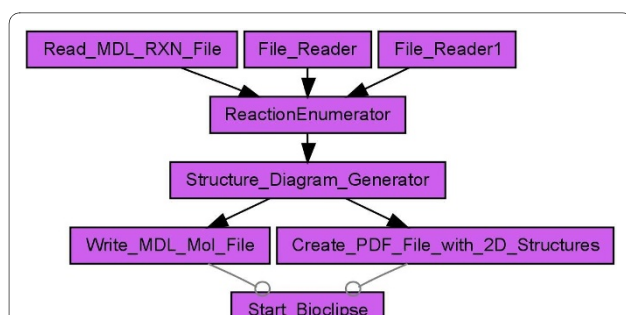 Read_MDL_RXN_File File_Reader File_Reader1
ReactionEnumerator
Structure_Diagram_Generator
Write_MDL_Mol_File Create_PDF_File_with_2D_Structures
Start_Bioclipse